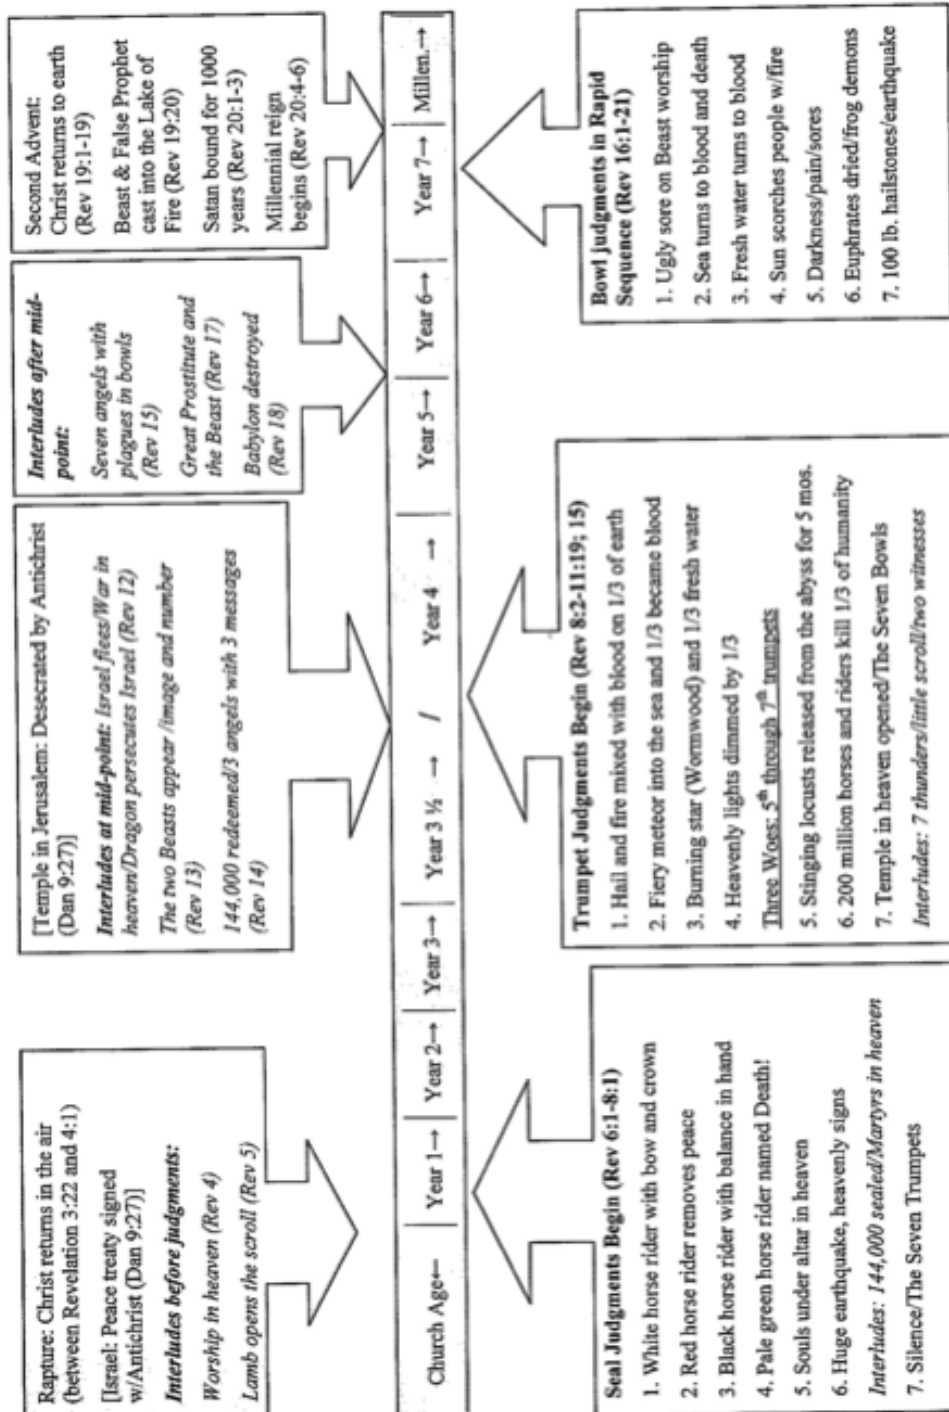 Rapture: Christ returns in the air
(between Revelation 3:22 and 4:1)
[Israel: Peace treaty signed
w/Antichrist (Dan 9:27)]
Interludes before judgments:
Worship in heaven (Rev 4)
Lamb opens the scroll (Rev 5)
[Temple in Jerusalem: Desecrated by Antichrist
(Dan 9:27)]
Interludes at mid-point: Israel flees/War in
heaven/Dragon persecutes Israel (Rev 12)
The two Beasts appear /image and number
(Rev 13)
144,000 redeemed/3 angels with 3 messages
(Rev 14)
Interludes after mid-
point:
Seven angels with
plagues in bowls
(Rev 15)
Great Prostitute and
the Beast (Rev 17)
Babylon destroyed
(Rev 18)
Second Advent:
Christ returns to earth
(Rev 19:1-19)
Beast & False Prophet
cast into the Lake of
Fire (Rev 19:20)
Satan bound for 1000
years (Rev 20:1-3)
Millennial reign
begins (Rev 20:4-6)
Church Age← | Year 1→ | Year 2→ | Year 3→ | Year 3 ½ → / Year 4 → | Year 5→ | Year 6→ | Year 7→ | Millen.→
Seal Judgments Begin (Rev 6:1-8:1)
1. White horse rider with bow and crown
2. Red horse rider removes peace
3. Black horse rider with balance in hand
4. Pale green horse rider named Death!
5. Souls under altar in heaven
6. Huge earthquake, heavenly signs
Interludes: 144,000 sealed/Martyrs in heaven
7. Silence/The Seven Trumpets
Trumpet Judgments Begin (Rev 8:2-11:19; 15)
1. Hail and fire mixed with blood on 1/3 of earth
2. Fiery meteor into the sea and 1/3 became blood
3. Burning star (Wormwood) and 1/3 fresh water
4. Heavenly lights dimmed by 1/3
Three Woes: 5th through 7th trumpets
5. Stinging locusts released from the abyss for 5 mos.
6. 200 million horses and riders kill 1/3 of humanity
7. Temple in heaven opened/The Seven Bowls
Interludes: 7 thunders/little scroll/two witnesses
Bowl judgments in Rapid
Sequence (Rev 16:1-21)
1. Ugly sore on Beast worship
2. Sea turns to blood and death
3. Fresh water turns to blood
4. Sun scorches people w/fire
5. Darkness/pain/sores
6. Euphrates dried/frog demons
7. 100 lb. hailstones/earthquake